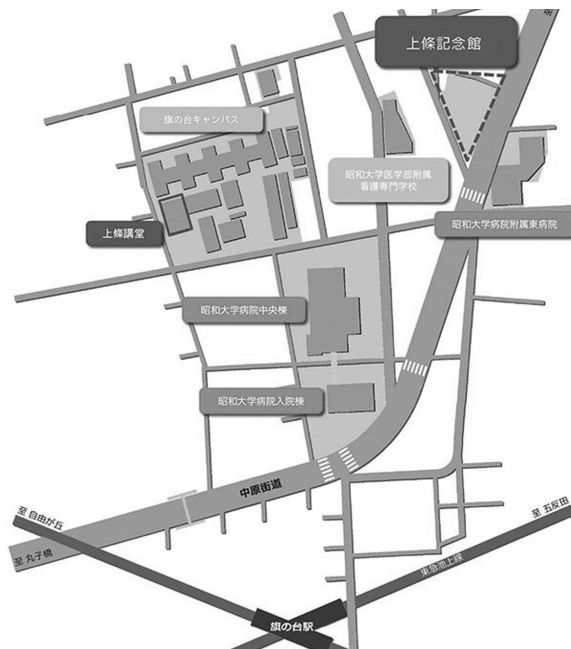 上條記念館
旗の台キャンパス
昭和大学医学部附属
看護専門学校
上條講堂
昭和大学病院附属東病院
昭和大学病院中央棟
昭和大学病院入院棟
中原街道
至 自由が丘
至 五反田
至 丸子橋
東急池上線
旗の台駅